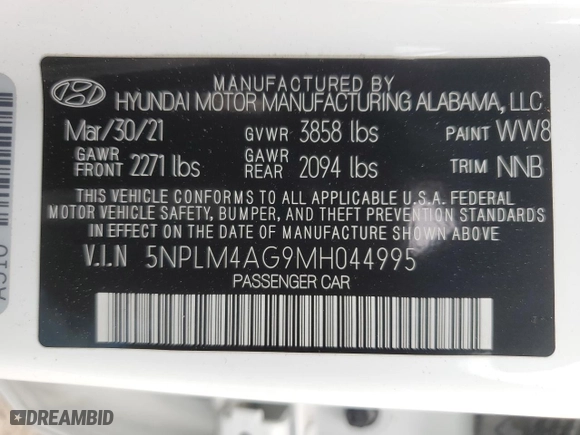 MANUFACTURED BY
HYUNDAI MOTOR MANUFACTURING ALABAMA, LLC
Mar/30/21 GVWR 3858 lbs PAINT WW8
GAWR FRONT 2271 lbs GAWR REAR 2094 lbs TRIM NNB
THIS VEHICLE CONFORMS TO ALL APPLICABLE U.S.A. FEDERAL
MOTOR VEHICLE SAFETY, BUMPER, AND THEFT PREVENTION STANDARDS
IN EFFECT ON THE DATE OF MANUFACTURE SHOWN ABOVE
V.I.N 5NPLM4AG9MH044995
PASSENGER CAR
DREAMBID